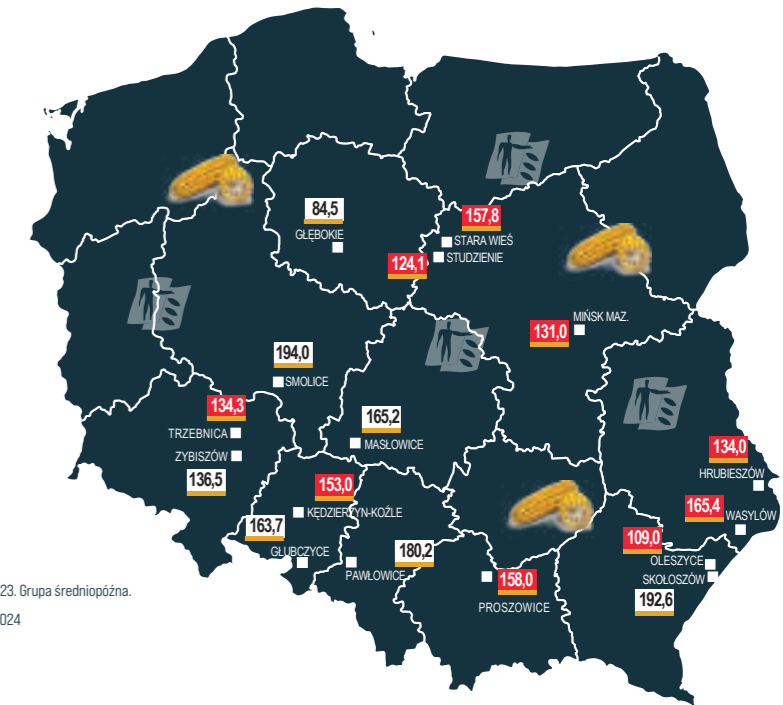 84,5
GŁĘBOKIE
157,8
STARA WIEŚ
124,1
STUDZIENIE
MIŃSK MAZ.
131,0
194,0
SMOLICE
134,3
TRZEBNICA
165,2
MASŁOWICE
ZYBISZÓW
136,5
134,0
HRUBIESZÓW
153,0
KĘDZIERZYN-KOŹLE
165,4
WASYLÓW
163,7
GŁUBCZYCE
180,2
PAWŁOWICE
109,0
OLESZYCE
SKOŁOSZÓW
192,6
158,0
PROSZOWICE
23. Grupa średniopóźna.
024